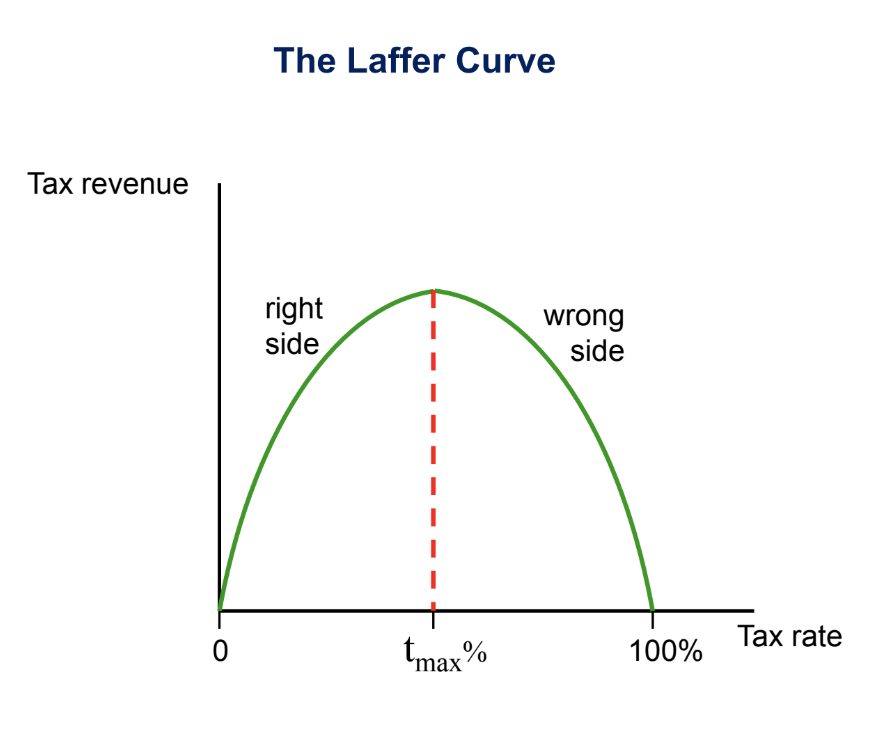 The Laffer Curve
Tax revenue
right
side
wrong
side
0
tmax%
100%
Tax rate